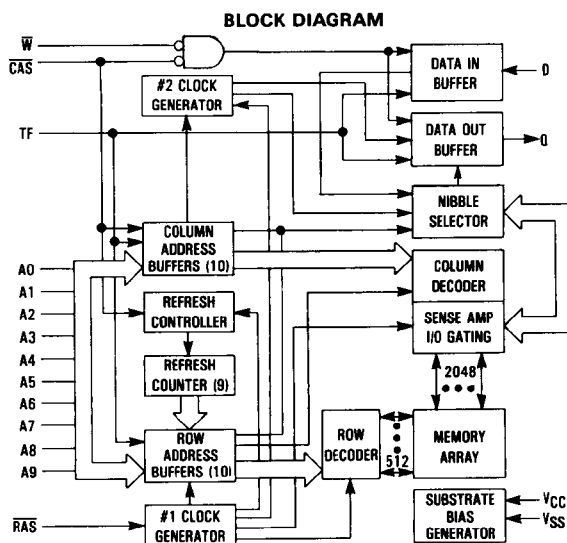 BLOCK DIAGRAM
W
CAS
TF
A0
A1
A2
A3
A4
A5
A6
A7
A8
A9
RAS
#2 CLOCK
GENERATOR
COLUMN
ADDRESS
BUFFERS (10)
REFRESH
CONTROLLER
REFRESH
COUNTER (9)
ROW
ADDRESS
BUFFERS (10)
#1 CLOCK
GENERATOR
DATA IN
BUFFER
D
DATA OUT
BUFFER
Q
NIBBLE
SELECTOR
COLUMN
DECODER
SENSE AMP
I/O GATING
2048
ROW
DECODER
512
MEMORY
ARRAY
SUBSTRATE
BIAS
GENERATOR
VCC
VSS